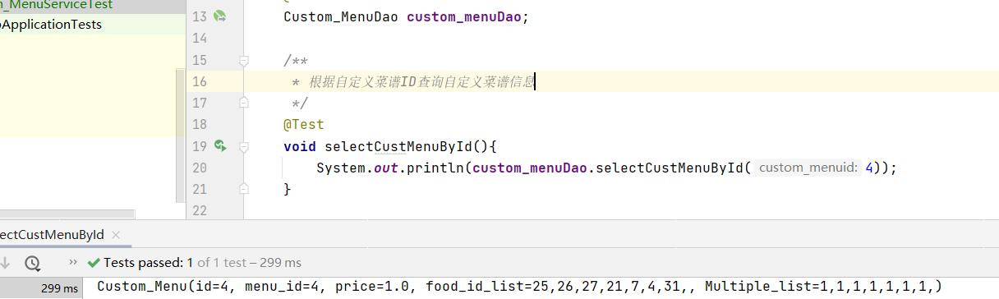 _MenuServiceTest
ApplicationTests
13 Custom_MenuDao custom_menuDao;
14
15 /**
16 * 根据自定义菜谱ID查询自定义菜谱信息
17 */
18 @Test
19 void selectCustMenuById(){
20 System.out.println(custom_menuDao.selectCustMenuById( custom_menuid: 4));
21 }
22
ectCustMenuById ×
>> Tests passed: 1 of 1 test – 299 ms
299 ms Custom_Menu(id=4, menu_id=4, price=1.0, food_id_list=25,26,27,21,7,4,31,, Multiple_list=1,1,1,1,1,1,1,)